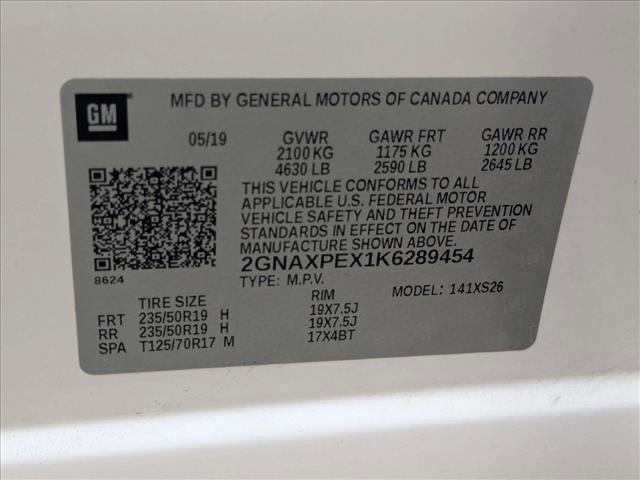 GM
MFD BY GENERAL MOTORS OF CANADA COMPANY
05/19 GVWR GAWR FRT GAWR RR
2100 KG 1175 KG 1200 KG
4630 LB 2590 LB 2645 LB
THIS VEHICLE CONFORMS TO ALL
APPLICABLE U.S. FEDERAL MOTOR
VEHICLE SAFETY AND THEFT PREVENTION
STANDARDS IN EFFECT ON THE DATE OF
MANUFACTURE SHOWN ABOVE.
2GNAXPEX1K6289454
8624
TYPE: M.P.V. MODEL: 141XS26
TIRE SIZE RIM
FRT 235/50R19 H 19X7.5J
RR 235/50R19 H 19X7.5J
SPA T125/70R17 M 17X4BT